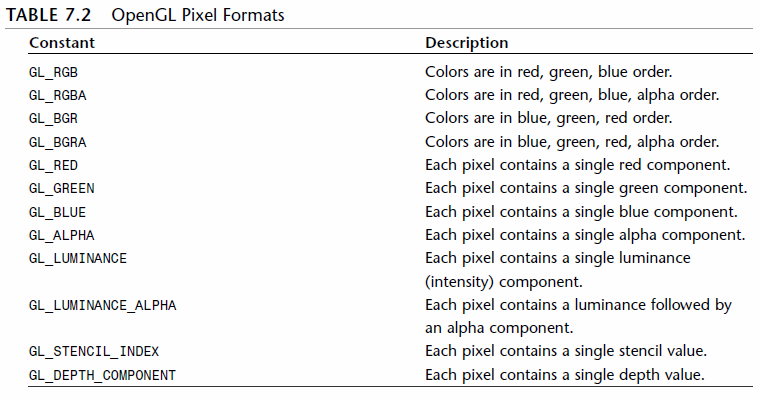 TABLE 7.2 OpenGL Pixel Formats
Constant Description
GL_RGB Colors are in red, green, blue order.
GL_RGBA Colors are in red, green, blue, alpha order.
GL_BGR Colors are in blue, green, red order.
GL_BGRA Colors are in blue, green, red, alpha order.
GL_RED Each pixel contains a single red component.
GL_GREEN Each pixel contains a single green component.
GL_BLUE Each pixel contains a single blue component.
GL_ALPHA Each pixel contains a single alpha component.
GL_LUMINANCE Each pixel contains a single luminance
(intensity) component.
GL_LUMINANCE_ALPHA Each pixel contains a luminance followed by
an alpha component.
GL_STENCIL_INDEX Each pixel contains a single stencil value.
GL_DEPTH_COMPONENT Each pixel contains a single depth value.